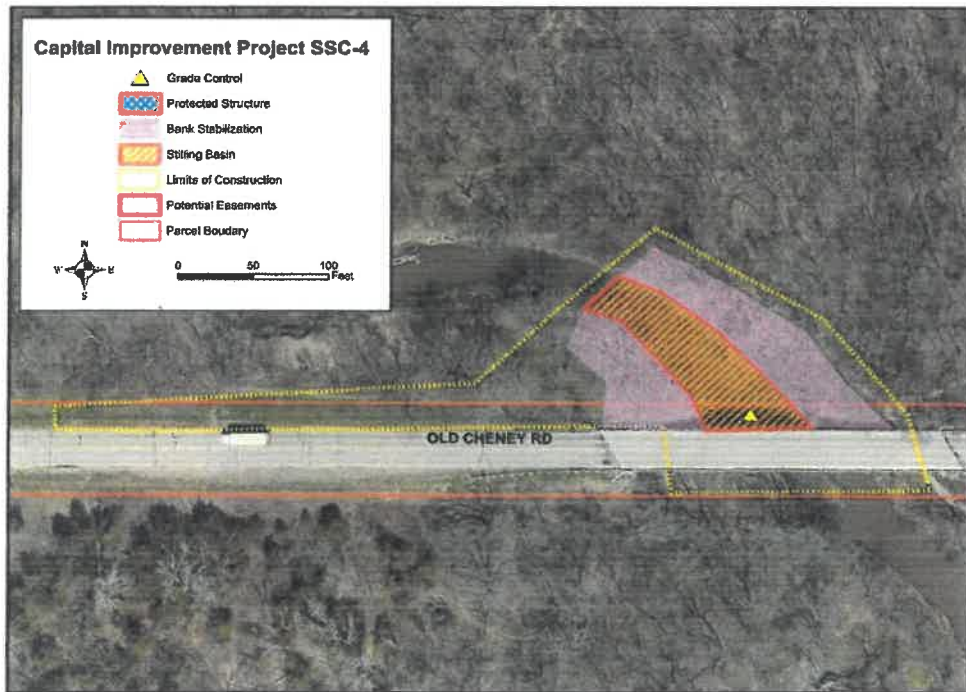 Capital Improvement Project SSC-4
Grade Control
Protected Structure
Bank Stabilization
Stilling Basin
Limits of Construction
Potential Easements
Parcel Boudary
N
W
E
S
0 50 100
Feet
OLD CHENEY RD